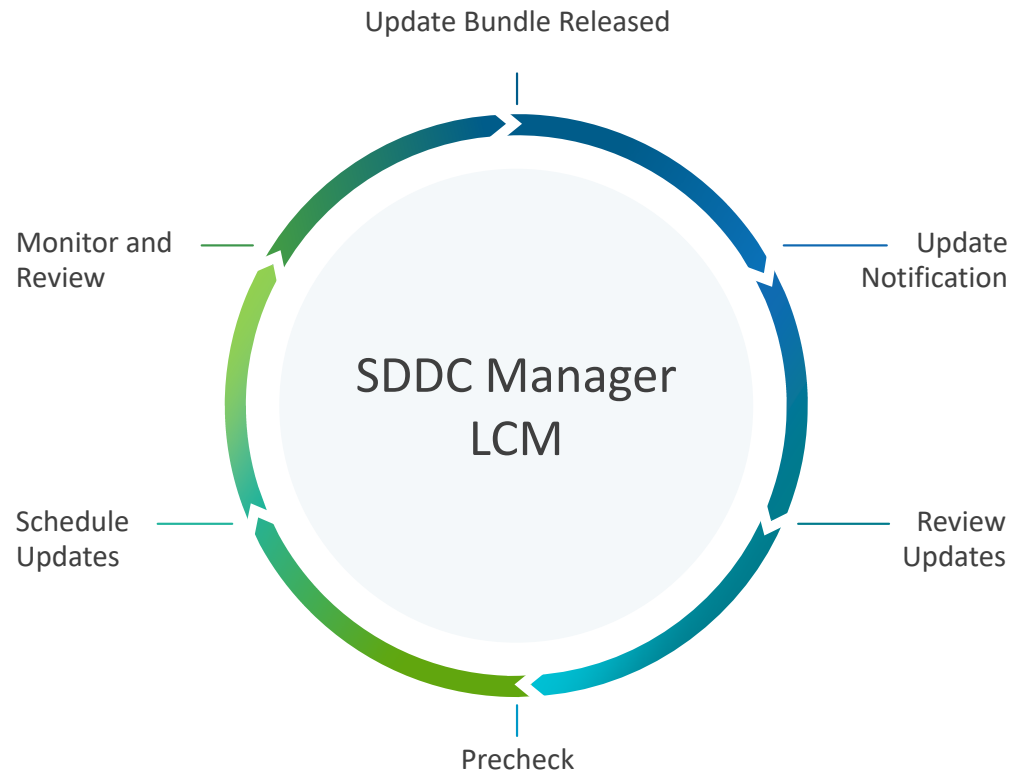 Update Bundle Released
Update
Notification
Review
Updates
Precheck
Schedule
Updates
Monitor and
Review
SDDC Manager
LCM